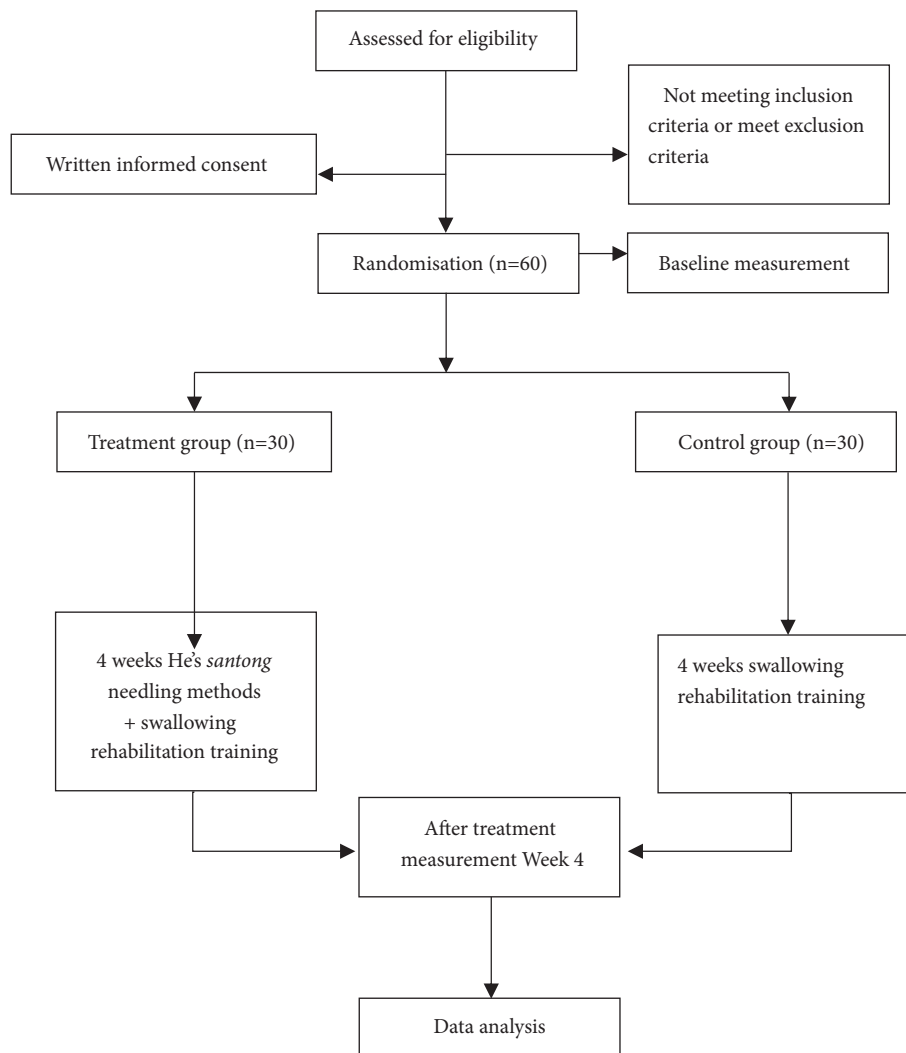 Assessed for eligibility
Not meeting inclusion
criteria or meet exclusion
criteria
Written informed consent
Randomisation (n=60)
Baseline measurement
Treatment group (n=30)
Control group (n=30)
4 weeks He's santong
needling methods
+ swallowing
rehabilitation training
4 weeks swallowing
rehabilitation training
After treatment
measurement Week 4
Data analysis